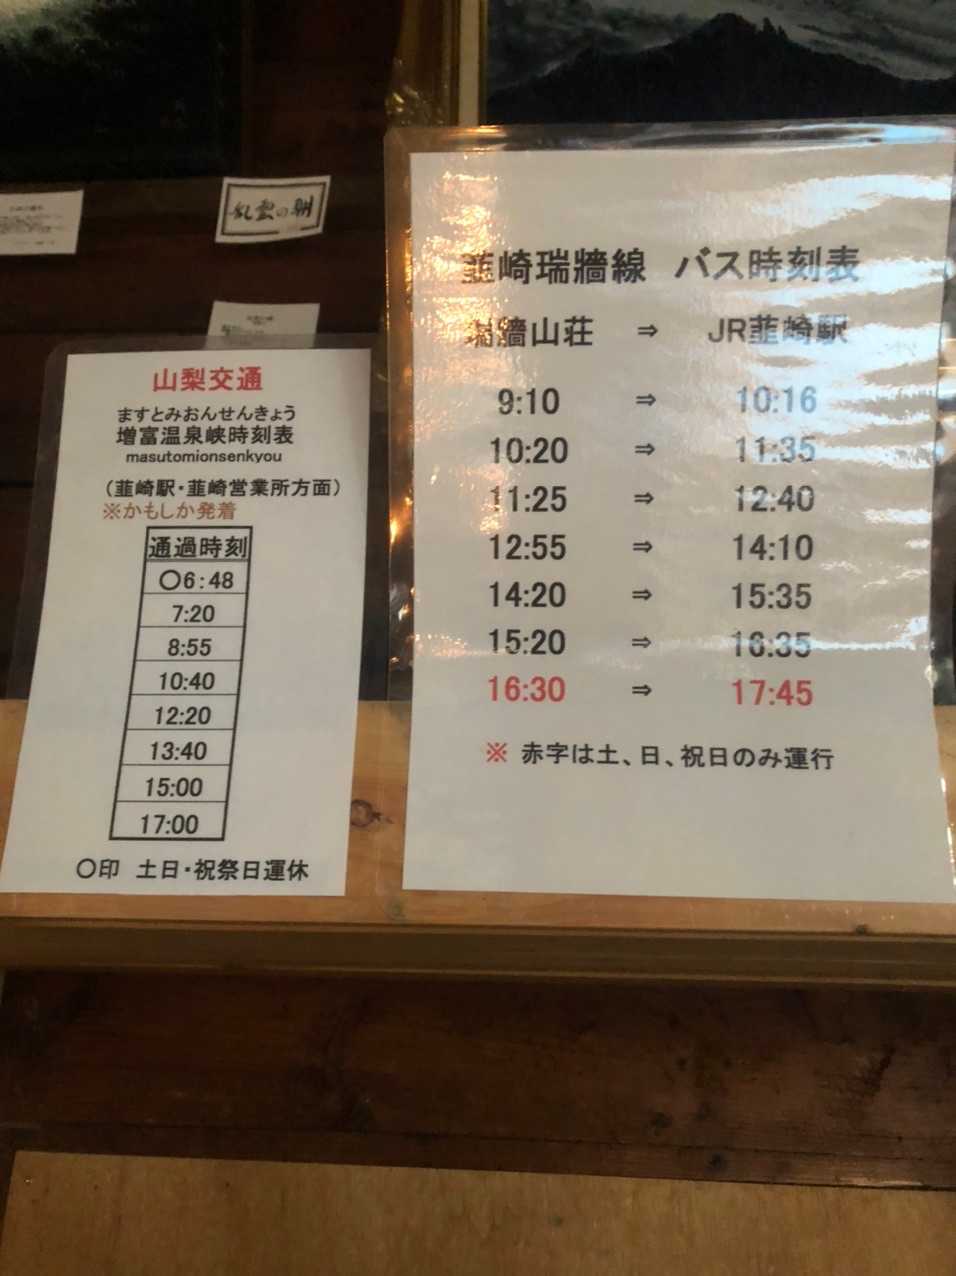 山梨交通
ますとみおんせんきょう
増富温泉峡時刻表
masutomionsenkyou
（韮崎駅・韮崎営業所方面）
※かもしか発着
通過時刻
〇6:48
7:20
8:55
10:40
12:20
13:40
15:00
17:00
〇印 土日・祝祭日運休
韮崎瑞牆線 バス時刻表
瑞牆山荘 ⇒ JR韮崎駅
9:10 ⇒ 10:16
10:20 ⇒ 11:35
11:25 ⇒ 12:40
12:55 ⇒ 14:10
14:20 ⇒ 15:35
15:20 ⇒ 16:35
16:30 ⇒ 17:45
※ 赤字は土、日、祝日のみ運行